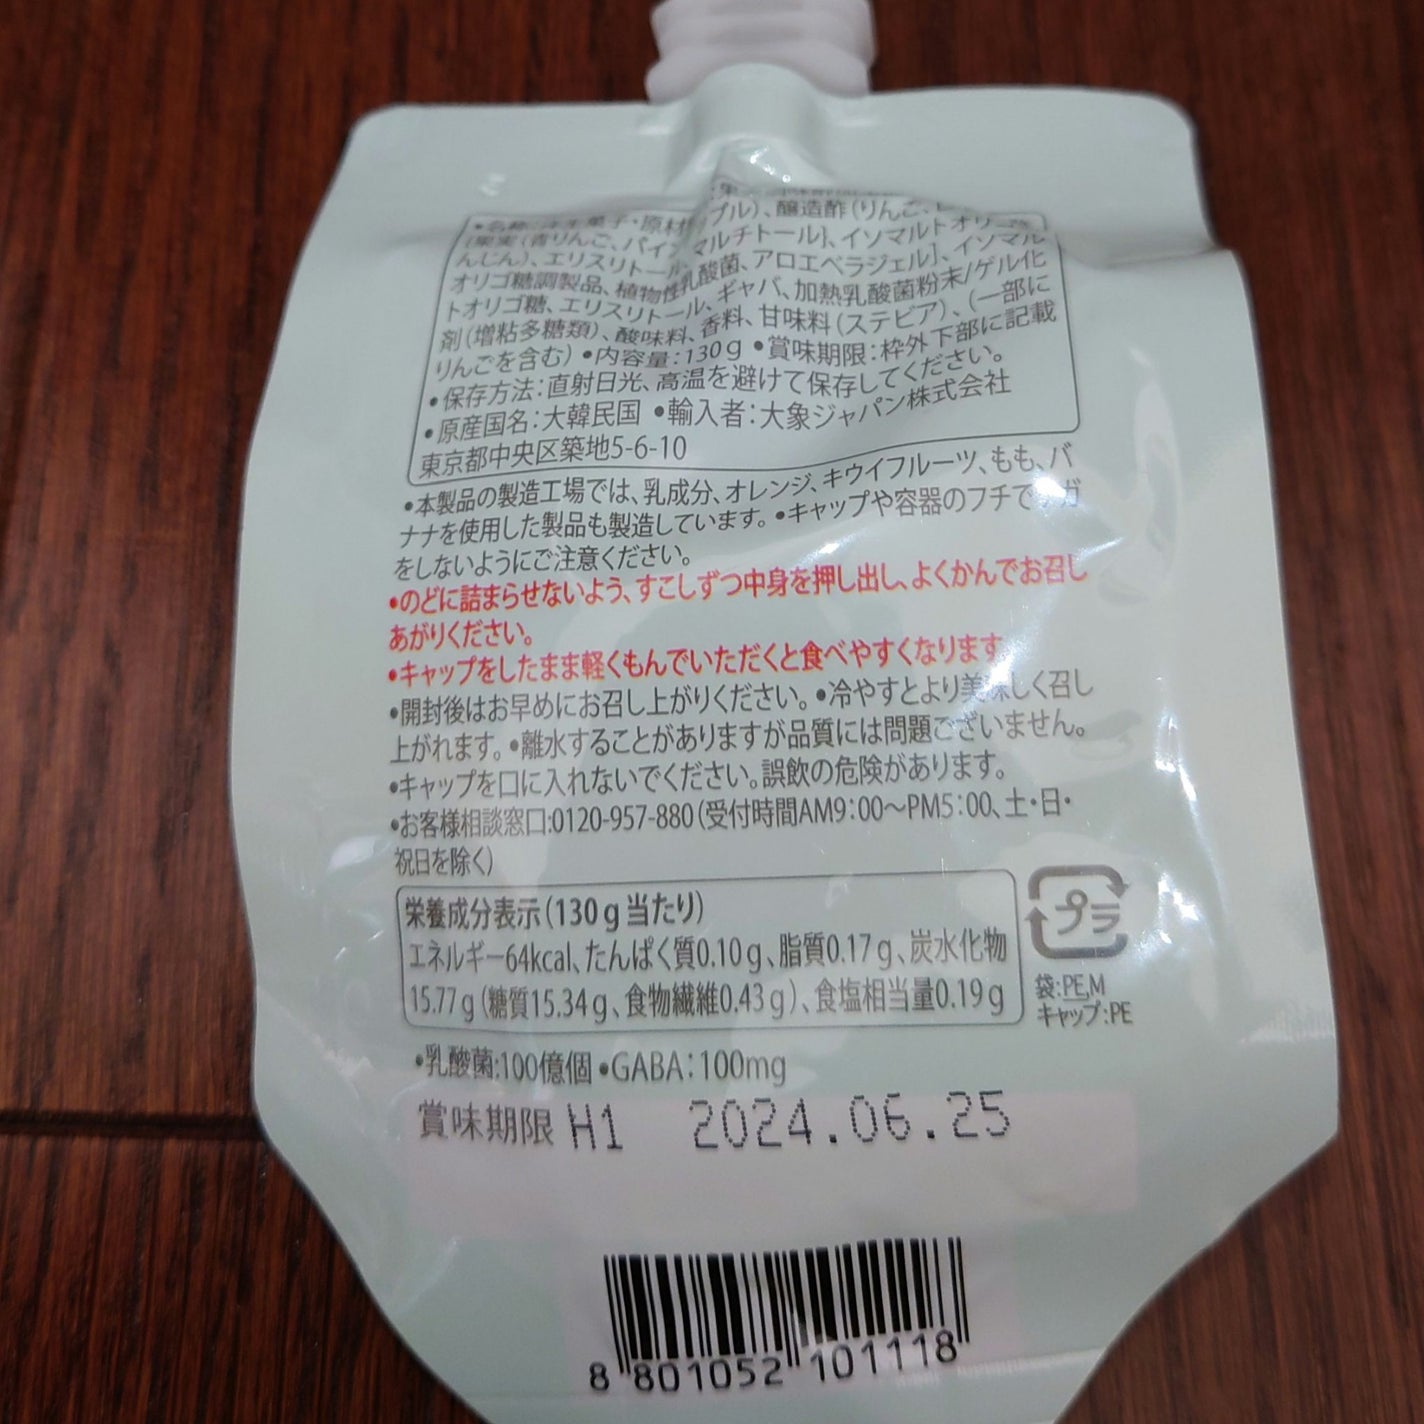 •名称:洋生菓子•原材
プル)、醸造酢(りんご、
[果実(青りんご、パイ
マルチトール]、イソマルトオリゴ
んじん)、エリスリトール、
乳酸菌、アロエベラジェル]、イソマル
オリゴ糖調製品、植物性
トオリゴ糖、エリスリトール、ギャバ、加熱乳酸菌粉末/ゲル化
剤(増粘多糖類)、酸味料、香料、甘味料(ステビア)、(一部に
りんごを含む)•内容量:130g•賞味期限:枠外下部に記載
•保存方法:直射日光、高温を避けて保存してください。
•原産国名:大韓民国 •輸入者:大象ジャパン株式会社
東京都中央区築地5-6-10
•本製品の製造工場では、乳成分、オレンジ、キウイフルーツ、もも、バ
ナナを使用した製品も製造しています。•キャップや容器のフチで ガ
をしないようにご注意ください。
•のどに詰まらせないよう、すこしずつ中身を押し出し、よくかんでお召し
あがりください。
•キャップをしたまま軽くもんでいただくと食べやすくなります
•開封後はお早めにお召し上がりください。•冷やすとより美味しく召し
上がれます。•離水することがありますが品質には問題ございません。
•キャップを口に入れないでください。誤飲の危険があります。
•お客様相談窓口:0120-957-880(受付時間AM9:00〜PM5:00、土・日・
祝日を除く)
栄養成分表示(130g当たり)
エネルギー64kcal、たんぱく質0.10g、脂質0.17g、炭水化物
15.77g(糖質15.34g、食物繊維0.43g)、食塩相当量0.19g
プラ
袋:PE,M
キャップ:PE
•乳酸菌:100億個•GABA:100mg
賞味期限 H1 2024.06.25
8 801052 101118